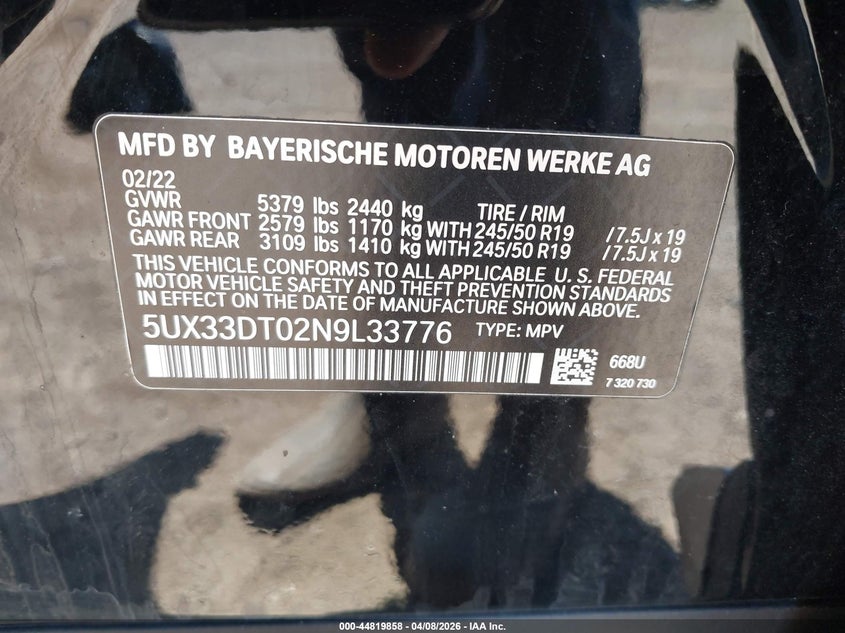 MFD BY BAYERISCHE MOTOREN WERKE AG
02/22
GVWR 5379 lbs 2440 kg TIRE / RIM
GAWR FRONT 2579 lbs 1170 kg WITH 245/50 R19 / 7.5J x 19
GAWR REAR 3109 lbs 1410 kg WITH 245/50 R19 / 7.5J x 19
THIS VEHICLE CONFORMS TO ALL APPLICABLE U. S. FEDERAL
MOTOR VEHICLE SAFETY AND THEFT PREVENTION STANDARDS
IN EFFECT ON THE DATE OF MANUFACTURE SHOWN ABOVE.
5UX33DT02N9L33776 TYPE: MPV
668U
7 320 730
000-44819858 - 04/08/2026 - IAA Inc.